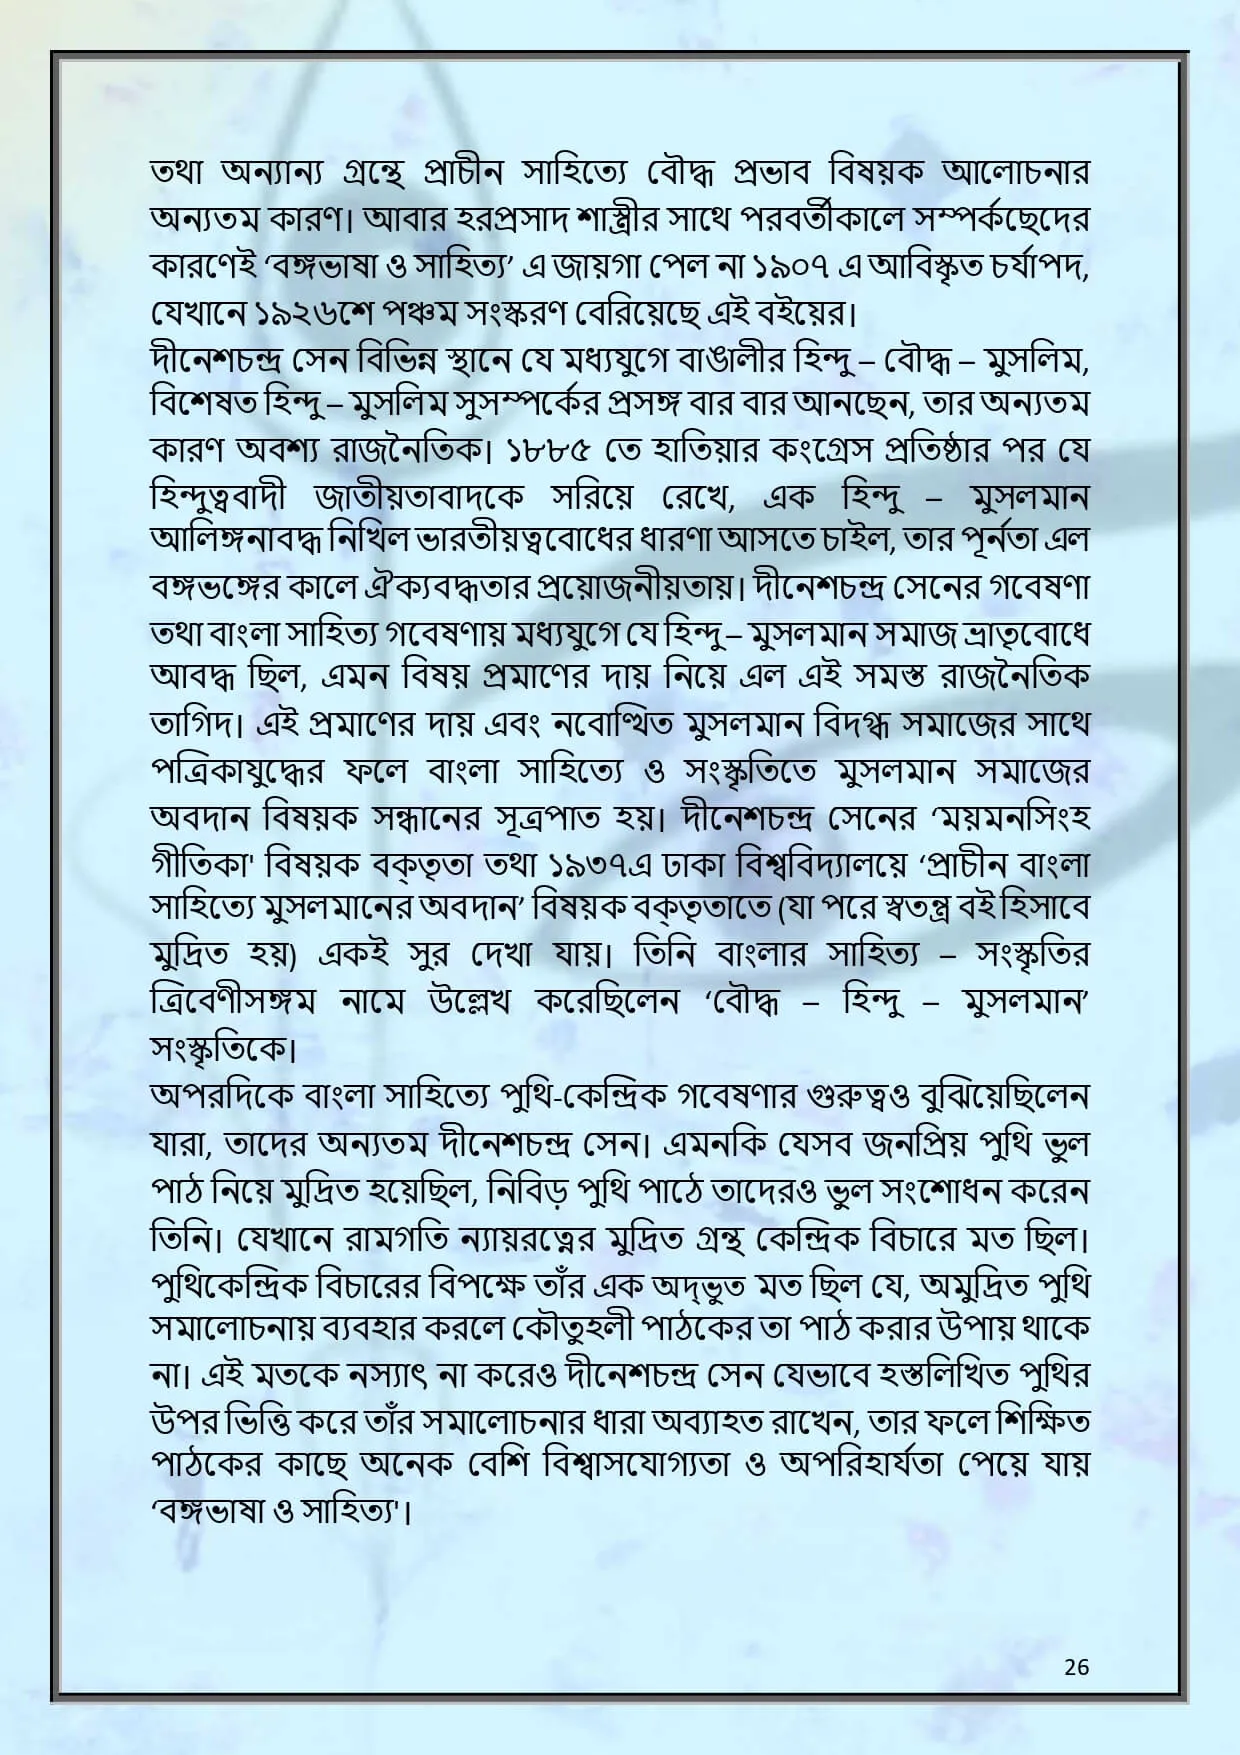 তথা অন্যান্য গ্রন্থে প্রাচীন সাহিত্যে বৌদ্ধ প্রভাব বিষয়ক আলোচনার
অন্যতম কারণ। আবার হরপ্রসাদ শাস্ত্রীর সাথে পরবর্তীকালে সম্পর্কছেদের
কারণেই ‘বঙ্গভাষা ও সাহিত্য’ এ জায়গা পেল না ১৯০৭ এ আবিস্কৃত চর্যাপদ,
যেখানে ১৯২৬শে পঞ্চম সংস্করণ বেরিয়েছে এই বইয়ের।
দীনেশচন্দ্র সেন বিভিন্ন স্থানে যে মধ্যযুগে বাঙালীর হিন্দু – বৌদ্ধ – মুসলিম,
বিশেষত হিন্দু – মুসলিম সুসম্পর্কের প্রসঙ্গ বার বার আনছেন, তার অন্যতম
কারণ অবশ্য রাজনৈতিক। ১৮৮৫ তে হাতিয়ার কংগ্রেস প্রতিষ্ঠার পর যে
হিন্দুত্ববাদী জাতীয়তাবাদকে সরিয়ে রেখে, এক হিন্দু – মুসলমান
আলিঙ্গনাবদ্ধ নিখিল ভারতীয়ত্ববোধের ধারণা আসতে চাইল, তার পূর্নতা এল
বঙ্গভঙ্গের কালে ঐক্যবদ্ধতার প্রয়োজনীয়তায়। দীনেশচন্দ্র সেনের গবেষণা
তথা বাংলা সাহিত্য গবেষণায় মধ্যযুগে যে হিন্দু – মুসলমান সমাজ ভ্রাতৃবোধে
আবদ্ধ ছিল, এমন বিষয় প্রমাণের দায় নিয়ে এল এই সমস্ত রাজনৈতিক
তাগিদ। এই প্রমাণের দায় এবং নবোত্থিত মুসলমান বিদগ্ধ সমাজের সাথে
পত্রিকাযুদ্ধের ফলে বাংলা সাহিত্যে ও সংস্কৃতিতে মুসলমান সমাজের
অবদান বিষয়ক সন্ধানের সূত্রপাত হয়। দীনেশচন্দ্র সেনের ‘ময়মনসিংহ
গীতিকা' বিষয়ক বক্তৃতা তথা ১৯৩৭এ ঢাকা বিশ্ববিদ্যালয়ে ‘প্রাচীন বাংলা
সাহিত্যে মুসলমানের অবদান’ বিষয়ক বক্তৃতাতে (যা পরে স্বতন্ত্র বই হিসাবে
মুদ্রিত হয়) একই সুর দেখা যায়। তিনি বাংলার সাহিত্য – সংস্কৃতির
ত্রিবেণীসঙ্গম নামে উল্লেখ করেছিলেন ‘বৌদ্ধ – হিন্দু – মুসলমান’
সংস্কৃতিকে।
অপরদিকে বাংলা সাহিত্যে পুথি-কেন্দ্রিক গবেষণার গুরুত্বও বুঝিয়েছিলেন
যারা, তাদের অন্যতম দীনেশচন্দ্র সেন। এমনকি যেসব জনপ্রিয় পুথি ভুল
পাঠ নিয়ে মুদ্রিত হয়েছিল, নিবিড় পুথি পাঠে তাদেরও ভুল সংশোধন করেন
তিনি। যেখানে রামগতি ন্যায়রত্নের মুদ্রিত গ্রন্থ কেন্দ্রিক বিচারে মত ছিল।
পুথিকেন্দ্রিক বিচারের বিপক্ষে তাঁর এক অদ্ভুত মত ছিল যে, অমুদ্রিত পুথি
সমালোচনায় ব্যবহার করলে কৌতুহলী পাঠকের তা পাঠ করার উপায় থাকে
না। এই মতকে নস্যাৎ না করেও দীনেশচন্দ্র সেন যেভাবে হস্তলিখিত পুথির
উপর ভিত্তি করে তাঁর সমালোচনার ধারা অব্যাহত রাখেন, তার ফলে শিক্ষিত
পাঠকের কাছে অনেক বেশি বিশ্বাসযোগ্যতা ও অপরিহার্যতা পেয়ে যায়
‘বঙ্গভাষা ও সাহিত্য'।
26